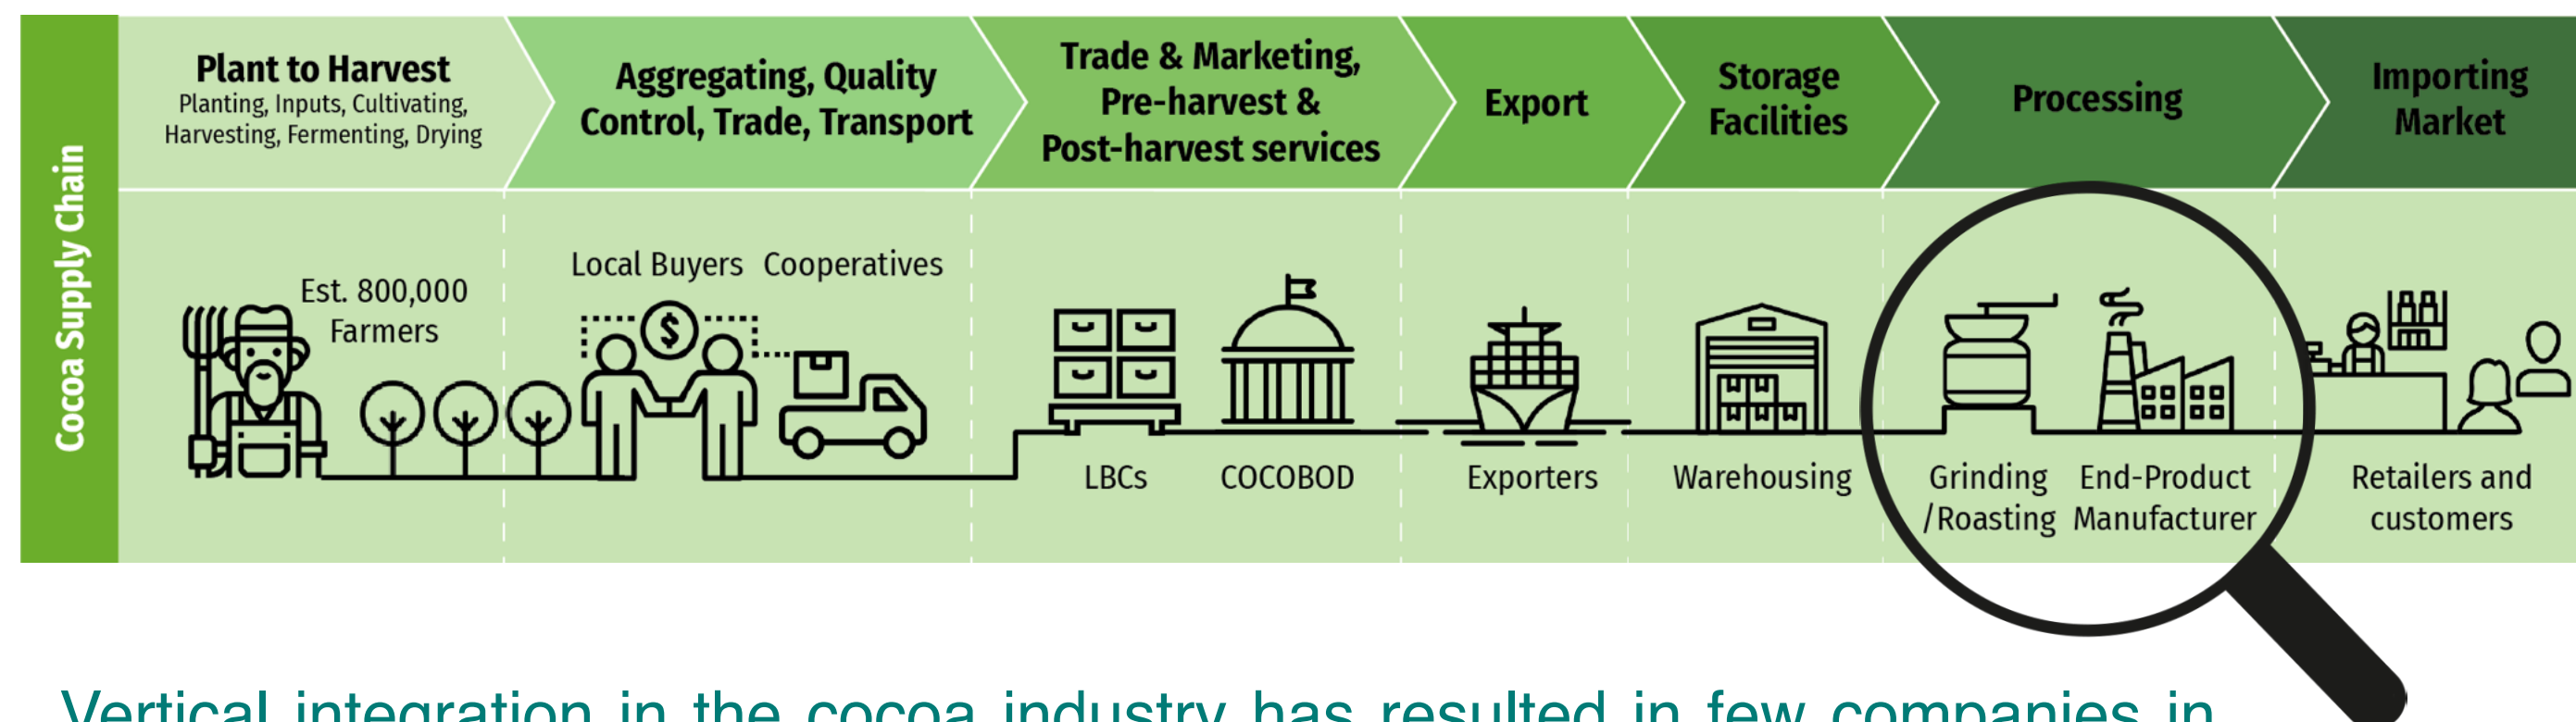 Cocoa Supply Chain
Plant to Harvest
Planting, Inputs, Cultivating,
Harvesting, Fermenting, Drying
Aggregating, Quality
Control, Trade, Transport
Trade & Marketing,
Pre-harvest &
Post-harvest services
Export
Storage
Facilities
Processing
Importing
Market
Est. 800,000
Farmers
Local Buyers
Cooperatives
$
LBCs
COCOBOD
Exporters
Warehousing
Grinding
/Roasting
End-Product
Manufacturer
Retailers and
customers
Vertical integration in the cocoa industry has resulted in few companies in